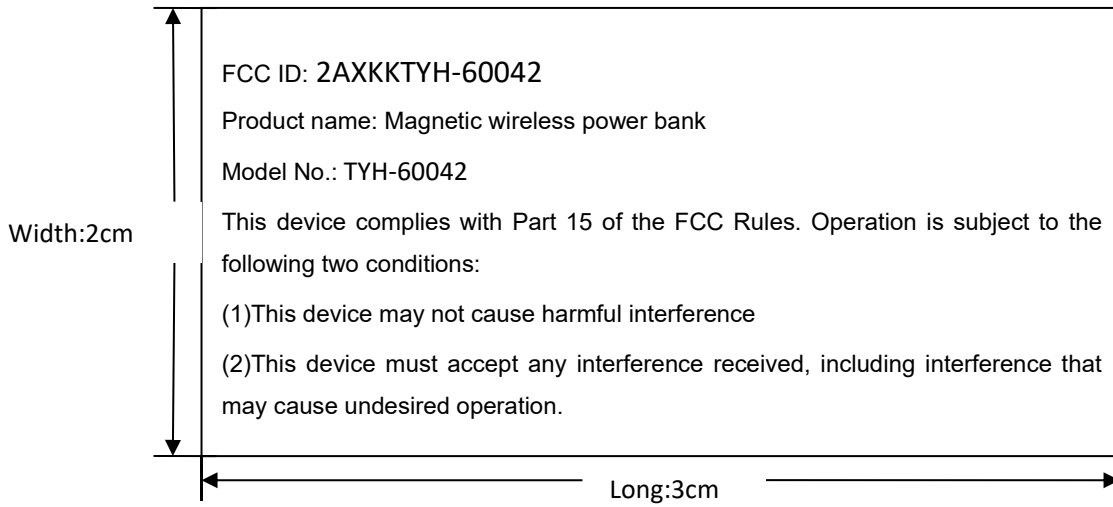 FCC ID: 2AXKKTYH-60042
Product name: Magnetic wireless power bank
Model No.: TYH-60042
This device complies with Part 15 of the FCC Rules. Operation is subject to the
following two conditions:
(1)This device may not cause harmful interference
(2)This device must accept any interference received, including interference that
may cause undesired operation.
Width:2cm
Long:3cm